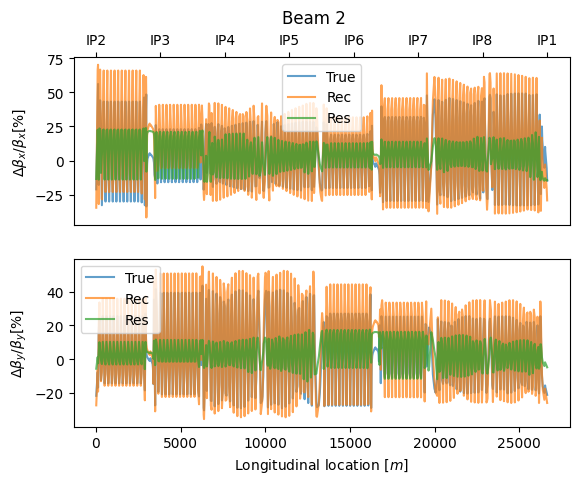 Beam 2
IP2 IP3 IP4 IP5 IP6 IP7 IP8 IP1
75
50
25
0
−25
Δβx/βx[%]
True
Rec
Res
40
20
0
−20
Δβy/βy[%]
True
Rec
Res
0 5000 10000 15000 20000 25000
Longitudinal location [m]